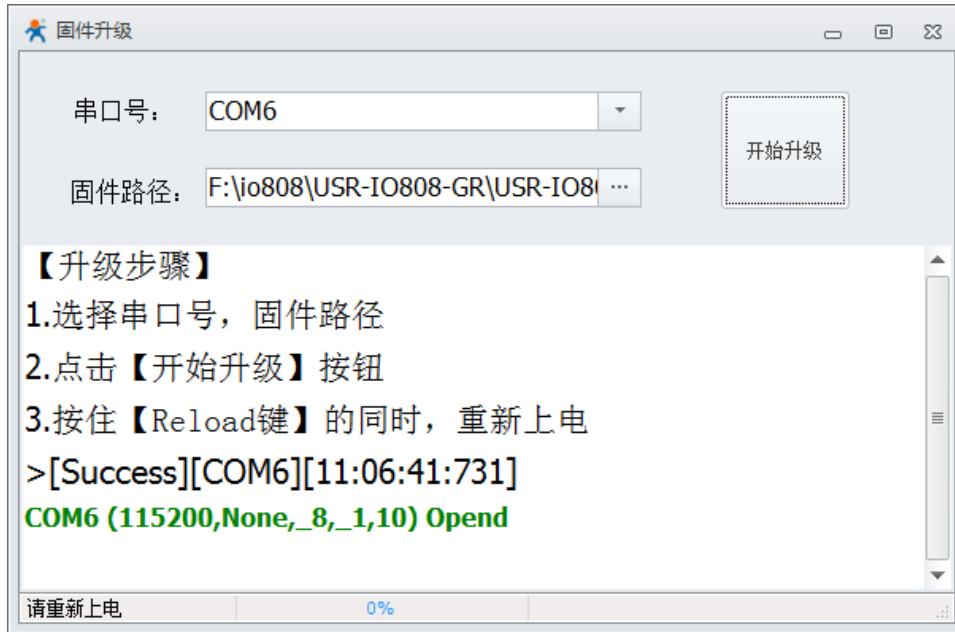 固件升级
串口号：
COM6
开始升级
固件路径：
F:\io808\USR-IO808-GR\USR-IO8
...
【升级步骤】
1.选择串口号，固件路径
2.点击【开始升级】按钮
3.按住【Reload键】的同时，重新上电
>[Success][COM6][11:06:41:731]
COM6 (115200,None,_8,_1,10) Opend
请重新上电
0%